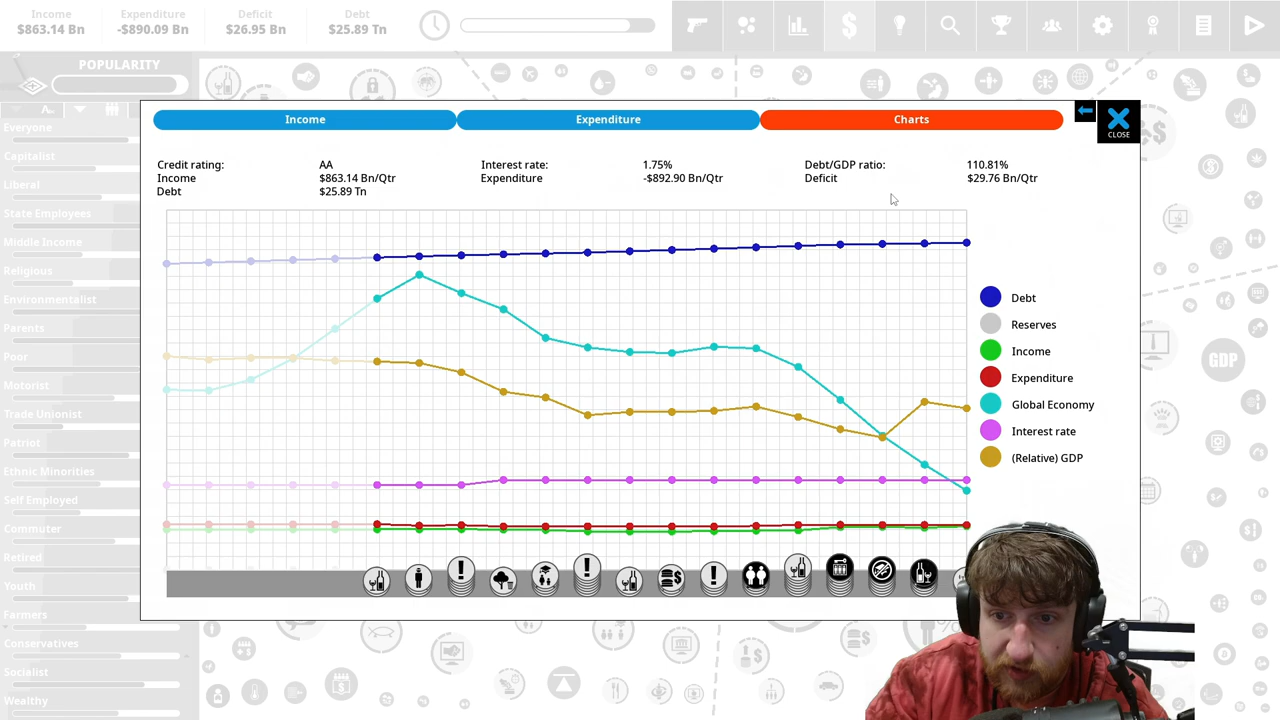 Income Expenditure Deficit Debt
$863.14 Bn -$890.09 Bn $26.95 Bn $25.89 Tn
POPULARITY
Everyone
Capitalist
Liberal
State Employees
Middle Income
Religious
Environmentalist
Parents
Poor
Motorist
Trade Unionist
Patriot
Ethnic Minorities
Self Employed
Commuter
Retired
Youth
Farmers
Conservatives
Socialist
Wealthy
Income Expenditure Charts
CLOSE
Credit rating: AA Interest rate: 1.75% Debt/GDP ratio: 110.81%
Income $863.14 Bn/Qtr Expenditure -$892.90 Bn/Qtr Deficit $29.76 Bn/Qtr
Debt $25.89 Tn
Debt
Reserves
Income
Expenditure
Global Economy
Interest rate
(Relative) GDP
GDP